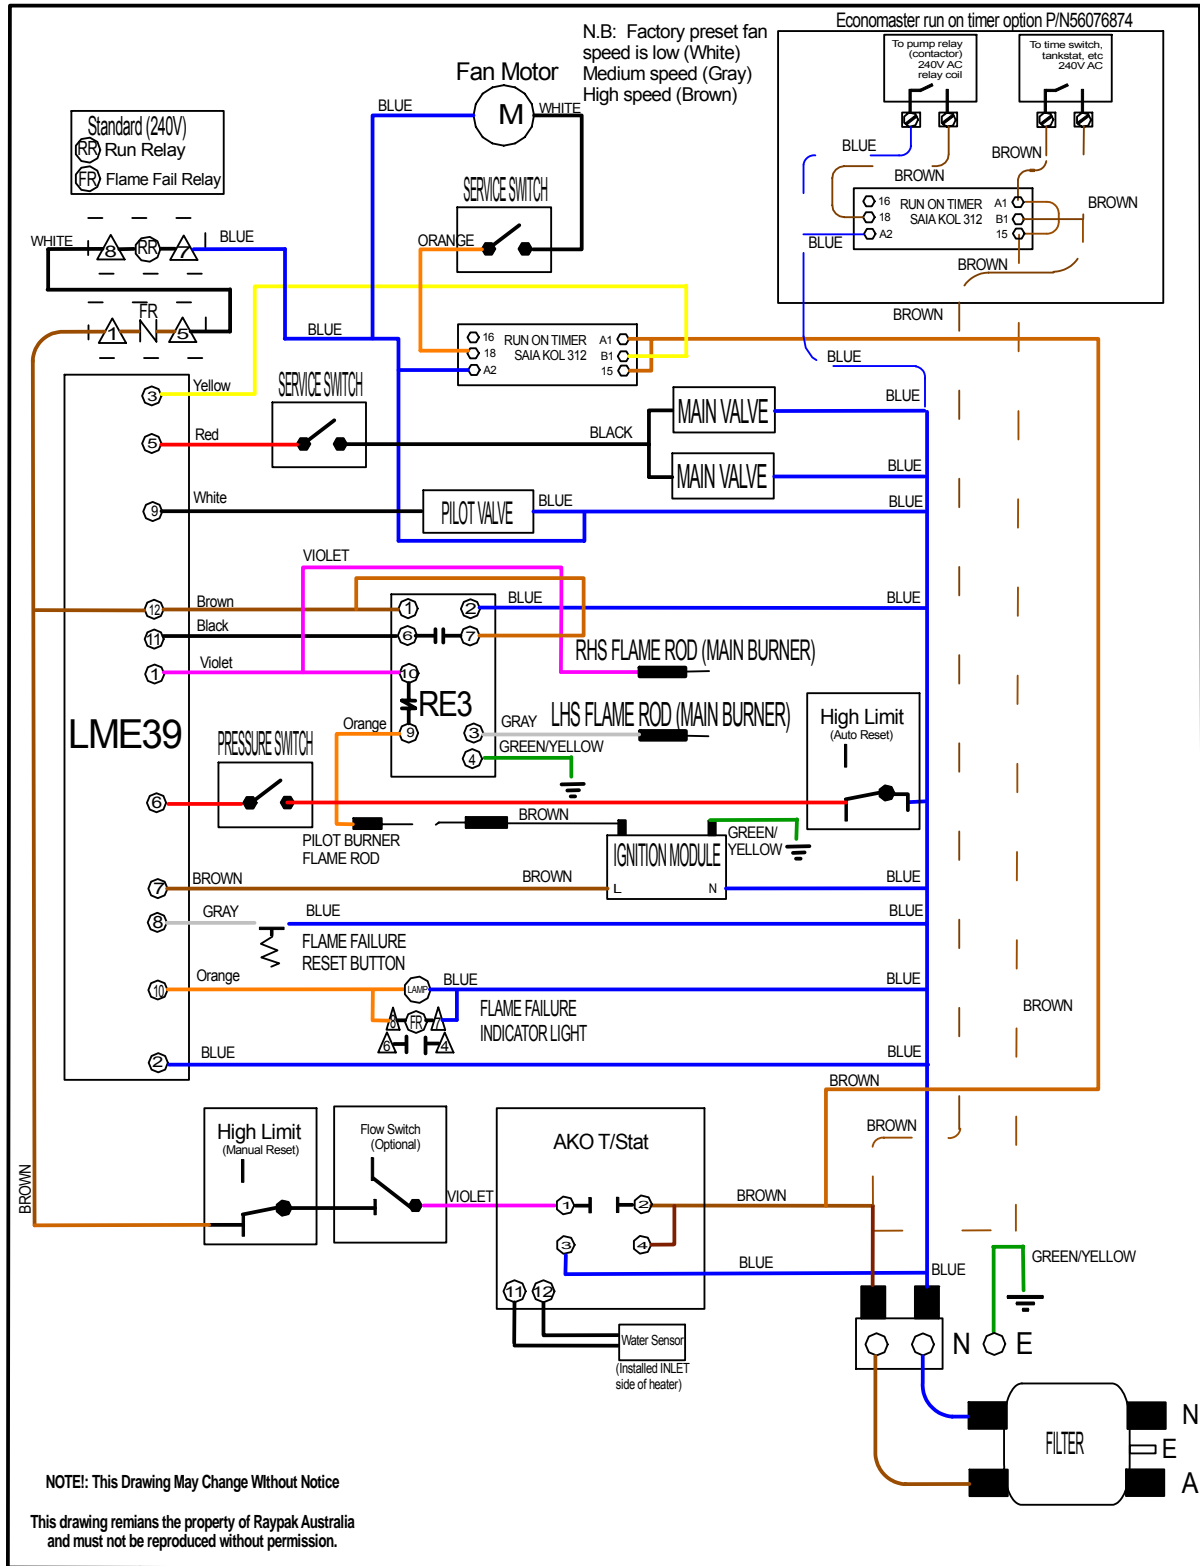 Economaster run on timer option P/N56076874
N.B: Factory preset fan
speed is low (White)
Medium speed (Gray)
High speed (Brown)
To pump relay
(contactor)
240V AC
relay coil
To time switch,
tankstat, etc
240V AC
Fan Motor
BLUE
M
WHITE
Standard (240V)
RR Run Relay
FR Flame Fail Relay
BLUE
BROWN
BROWN
SERVICE SWITCH
16
18
A2
RUN ON TIMER
SAIA KOL 312
A1
B1
15
BROWN
WHITE
8
RR
7
BLUE
ORANGE
BLUE
BROWN
1
FR
5
BLUE
BROWN
16
18
A2
RUN ON TIMER
SAIA KOL 312
A1
B1
15
BLUE
3
Yellow
SERVICE SWITCH
MAIN VALVE
BLUE
5
Red
BLACK
MAIN VALVE
BLUE
9
White
PILOT VALVE
BLUE
BLUE
VIOLET
12
Brown
1
2
BLUE
BLUE
11
Black
6
7
RHS FLAME ROD (MAIN BURNER)
1
Violet
10
RE3
LME39
PRESSURE SWITCH
Orange
9
3
GRAY
LHS FLAME ROD (MAIN BURNER)
4
GREEN/YELLOW
High Limit
(Auto Reset)
6
BROWN
PILOT BURNER
FLAME ROD
GREEN/
YELLOW
IGNITION MODULE
L
N
7
BROWN
BROWN
BLUE
8
GRAY
BLUE
BLUE
FLAME FAILURE
RESET BUTTON
10
Orange
LAMP
BLUE
BLUE
8
FR
7
6
4
FLAME FAILURE
INDICATOR LIGHT
BROWN
2
BLUE
BLUE
BROWN
High Limit
(Manual Reset)
Flow Switch
(Optional)
AKO T/Stat
BROWN
BROWN
VIOLET
1
2
BROWN
3
4
BLUE
BLUE
GREEN/YELLOW
11
12
Water Sensor
(Installed INLET
side of heater)
N
E
N
FILTER
E
A
NOTE!: This Drawing May Change WIthout Notice
This drawing remians the property of Raypak Australia
and must not be reproduced without permission.